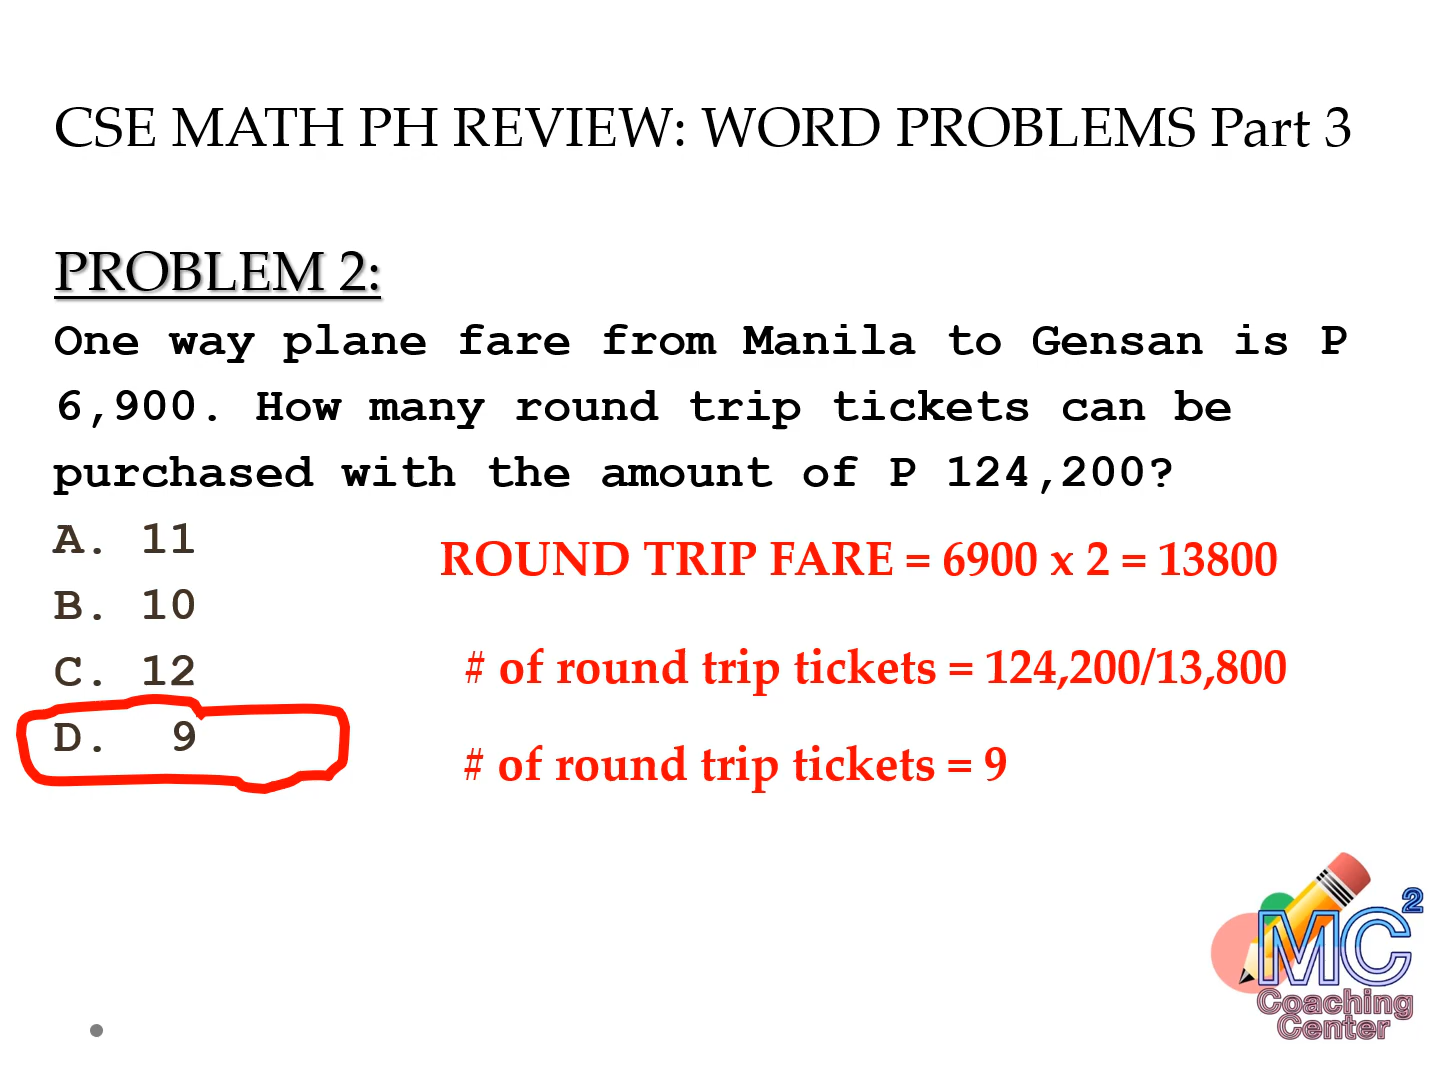 CSE MATH PH REVIEW: WORD PROBLEMS Part 3
PROBLEM 2:
One way plane fare from Manila to Gensan is P
6,900. How many round trip tickets can be
purchased with the amount of P 124,200?
A. 11
B. 10
C. 12
D. 9
ROUND TRIP FARE = 6900 x 2 = 13800
# of round trip tickets = 124,200/13,800
# of round trip tickets = 9
MC²
Coaching
Center